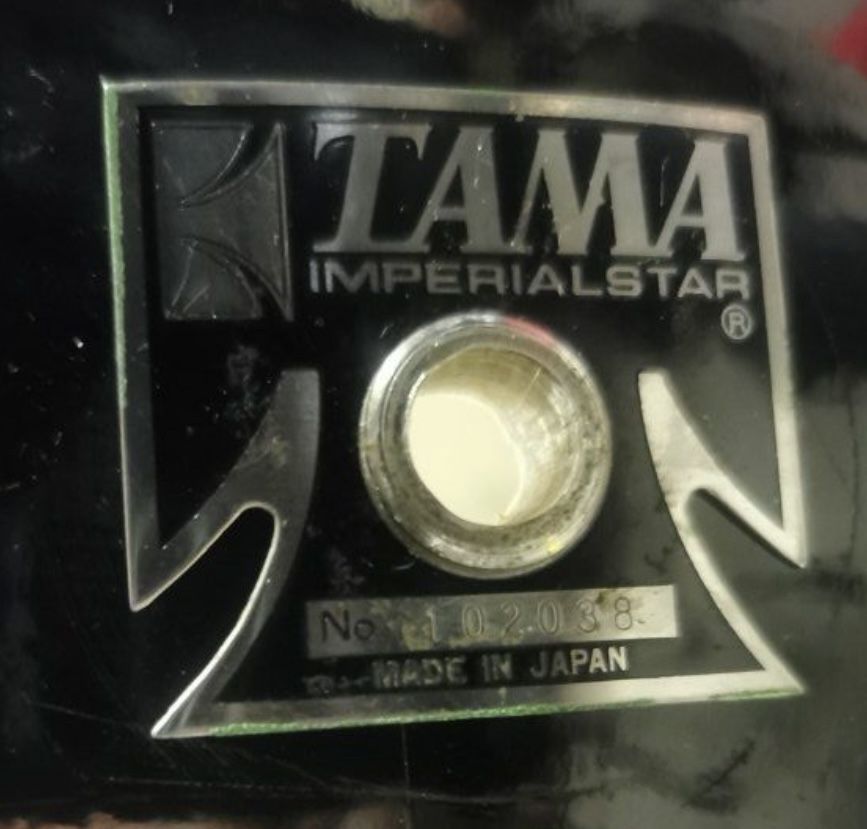 TAMA
IMPERIALSTAR
®
No 102038
MADE IN JAPAN